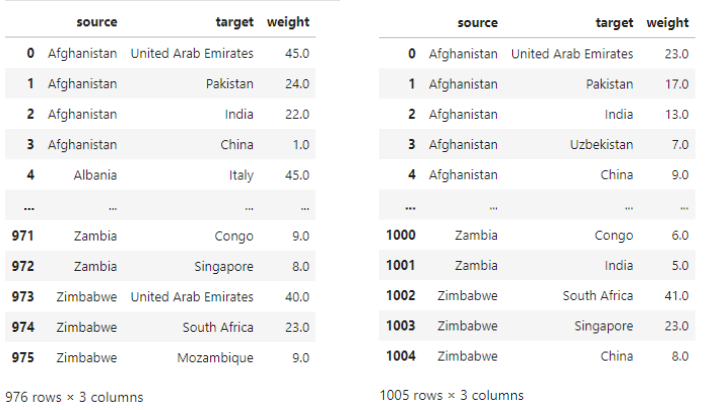 source target weight
0 Afghanistan United Arab Emirates 45.0
1 Afghanistan Pakistan 24.0
2 Afghanistan India 22.0
3 Afghanistan China 1.0
4 Albania Italy 45.0
... ... ... ...
971 Zambia Congo 9.0
972 Zambia Singapore 8.0
973 Zimbabwe United Arab Emirates 40.0
974 Zimbabwe South Africa 23.0
975 Zimbabwe Mozambique 9.0
976 rows × 3 columns
source target weight
0 Afghanistan United Arab Emirates 23.0
1 Afghanistan Pakistan 17.0
2 Afghanistan India 13.0
3 Afghanistan Uzbekistan 7.0
4 Afghanistan China 9.0
... ... ... ...
1000 Zambia Congo 6.0
1001 Zambia India 5.0
1002 Zimbabwe South Africa 41.0
1003 Zimbabwe Singapore 23.0
1004 Zimbabwe China 8.0
1005 rows × 3 columns